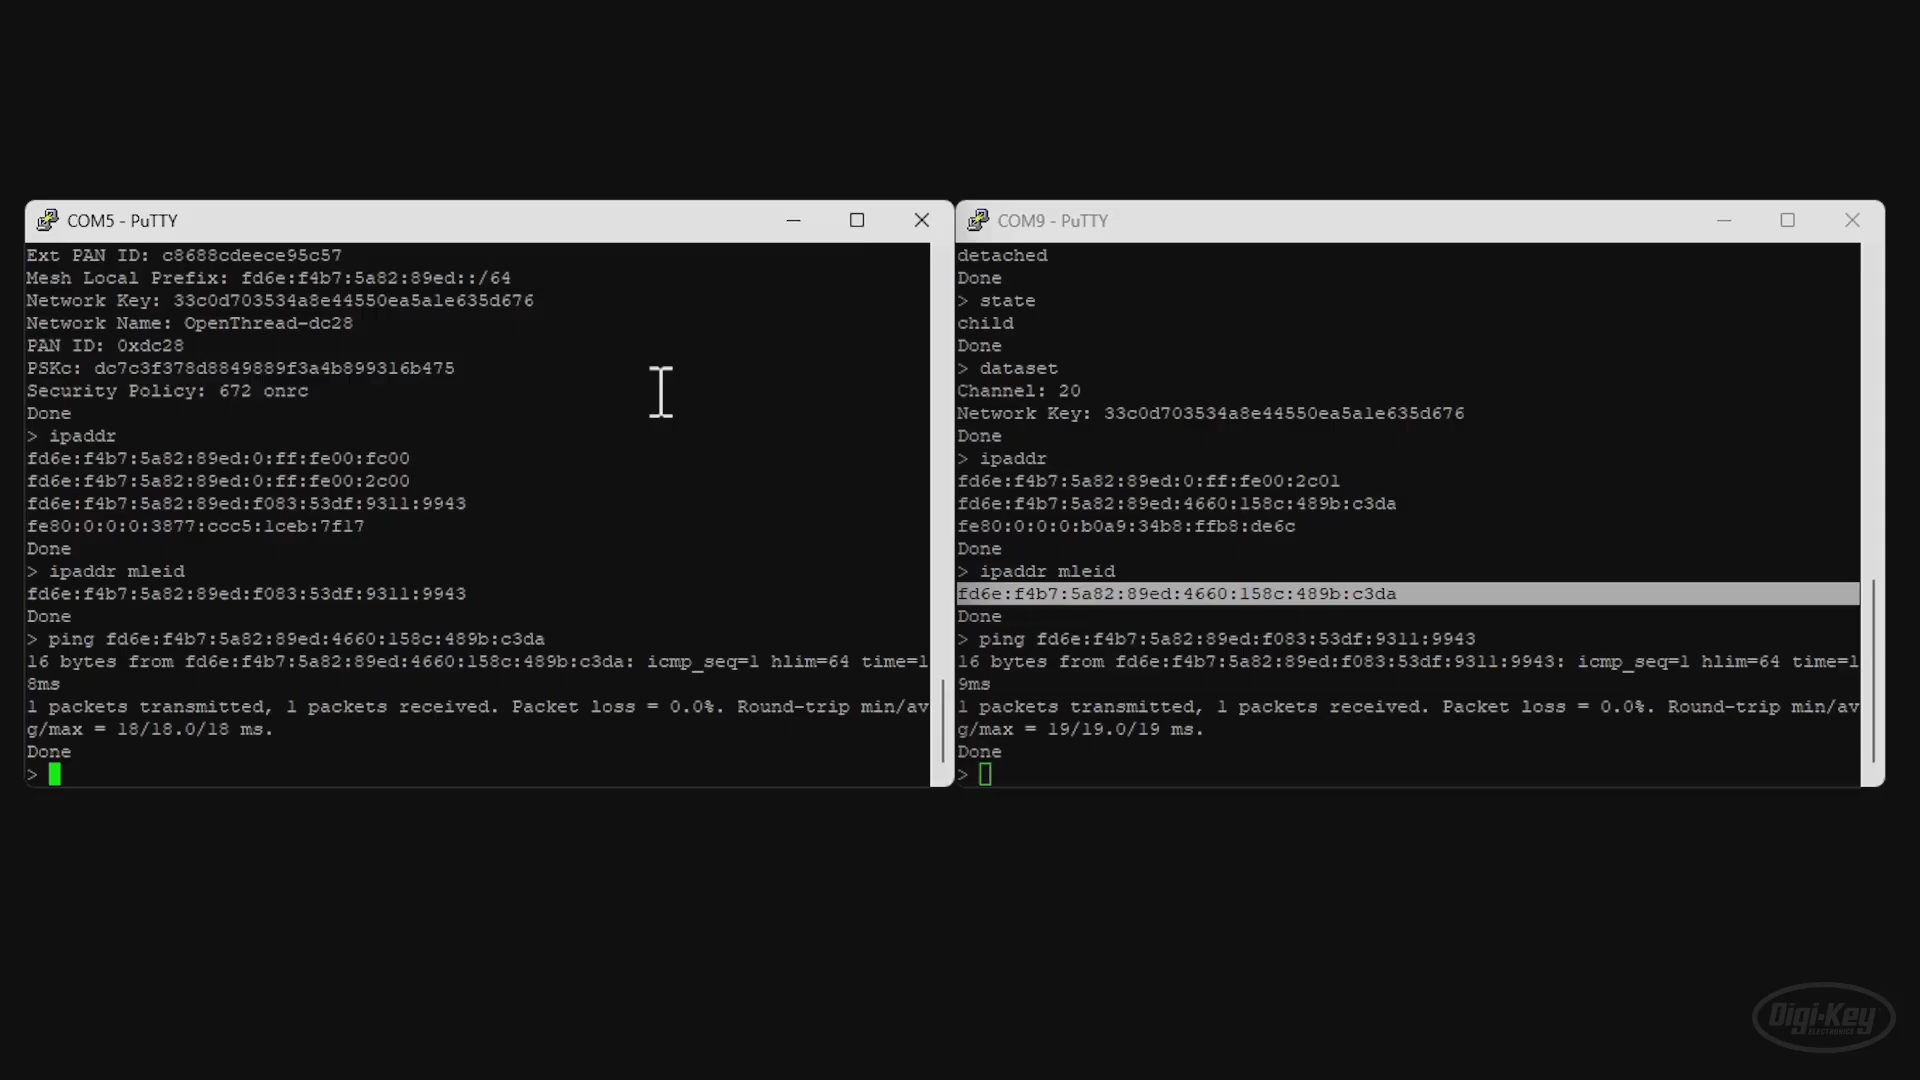 COM5 - PuTTY
Ext PAN ID: c8688cdeece95c57
Mesh Local Prefix: fd6e:f4b7:5a82:89ed::/64
Network Key: 33c0d703534a8e44550ea5a1e635d676
Network Name: OpenThread-dc28
PAN ID: 0xdc28
PSKc: dc7c3f378d8849889f3a4b899316b475
Security Policy: 672 onrc
Done
> ipaddr
fd6e:f4b7:5a82:89ed:0:ff:fe00:fc00
fd6e:f4b7:5a82:89ed:0:ff:fe00:2c00
fd6e:f4b7:5a82:89ed:f083:53df:9311:9943
fe80:0:0:0:3877:ccc5:1ceb:7f17
Done
> ipaddr mleid
fd6e:f4b7:5a82:89ed:f083:53df:9311:9943
Done
> ping fd6e:f4b7:5a82:89ed:4660:158c:489b:c3da
16 bytes from fd6e:f4b7:5a82:89ed:4660:158c:489b:c3da: icmp_seq=1 hlim=64 time=1
8ms
1 packets transmitted, 1 packets received. Packet loss = 0.0%. Round-trip min/av
g/max = 18/18.0/18 ms.
Done
>
COM9 - PuTTY
detached
Done
> state
child
Done
> dataset
Channel: 20
Network Key: 33c0d703534a8e44550ea5a1e635d676
Done
> ipaddr
fd6e:f4b7:5a82:89ed:0:ff:fe00:2c01
fd6e:f4b7:5a82:89ed:4660:158c:489b:c3da
fe80:0:0:0:b0a9:34b8:ffb8:de6c
Done
> ipaddr mleid
fd6e:f4b7:5a82:89ed:4660:158c:489b:c3da
Done
> ping fd6e:f4b7:5a82:89ed:f083:53df:9311:9943
16 bytes from fd6e:f4b7:5a82:89ed:f083:53df:9311:9943: icmp_seq=1 hlim=64 time=1
9ms
1 packets transmitted, 1 packets received. Packet loss = 0.0%. Round-trip min/av
g/max = 19/19.0/19 ms.
Done
>
Digi-Key
ELECTRONICS